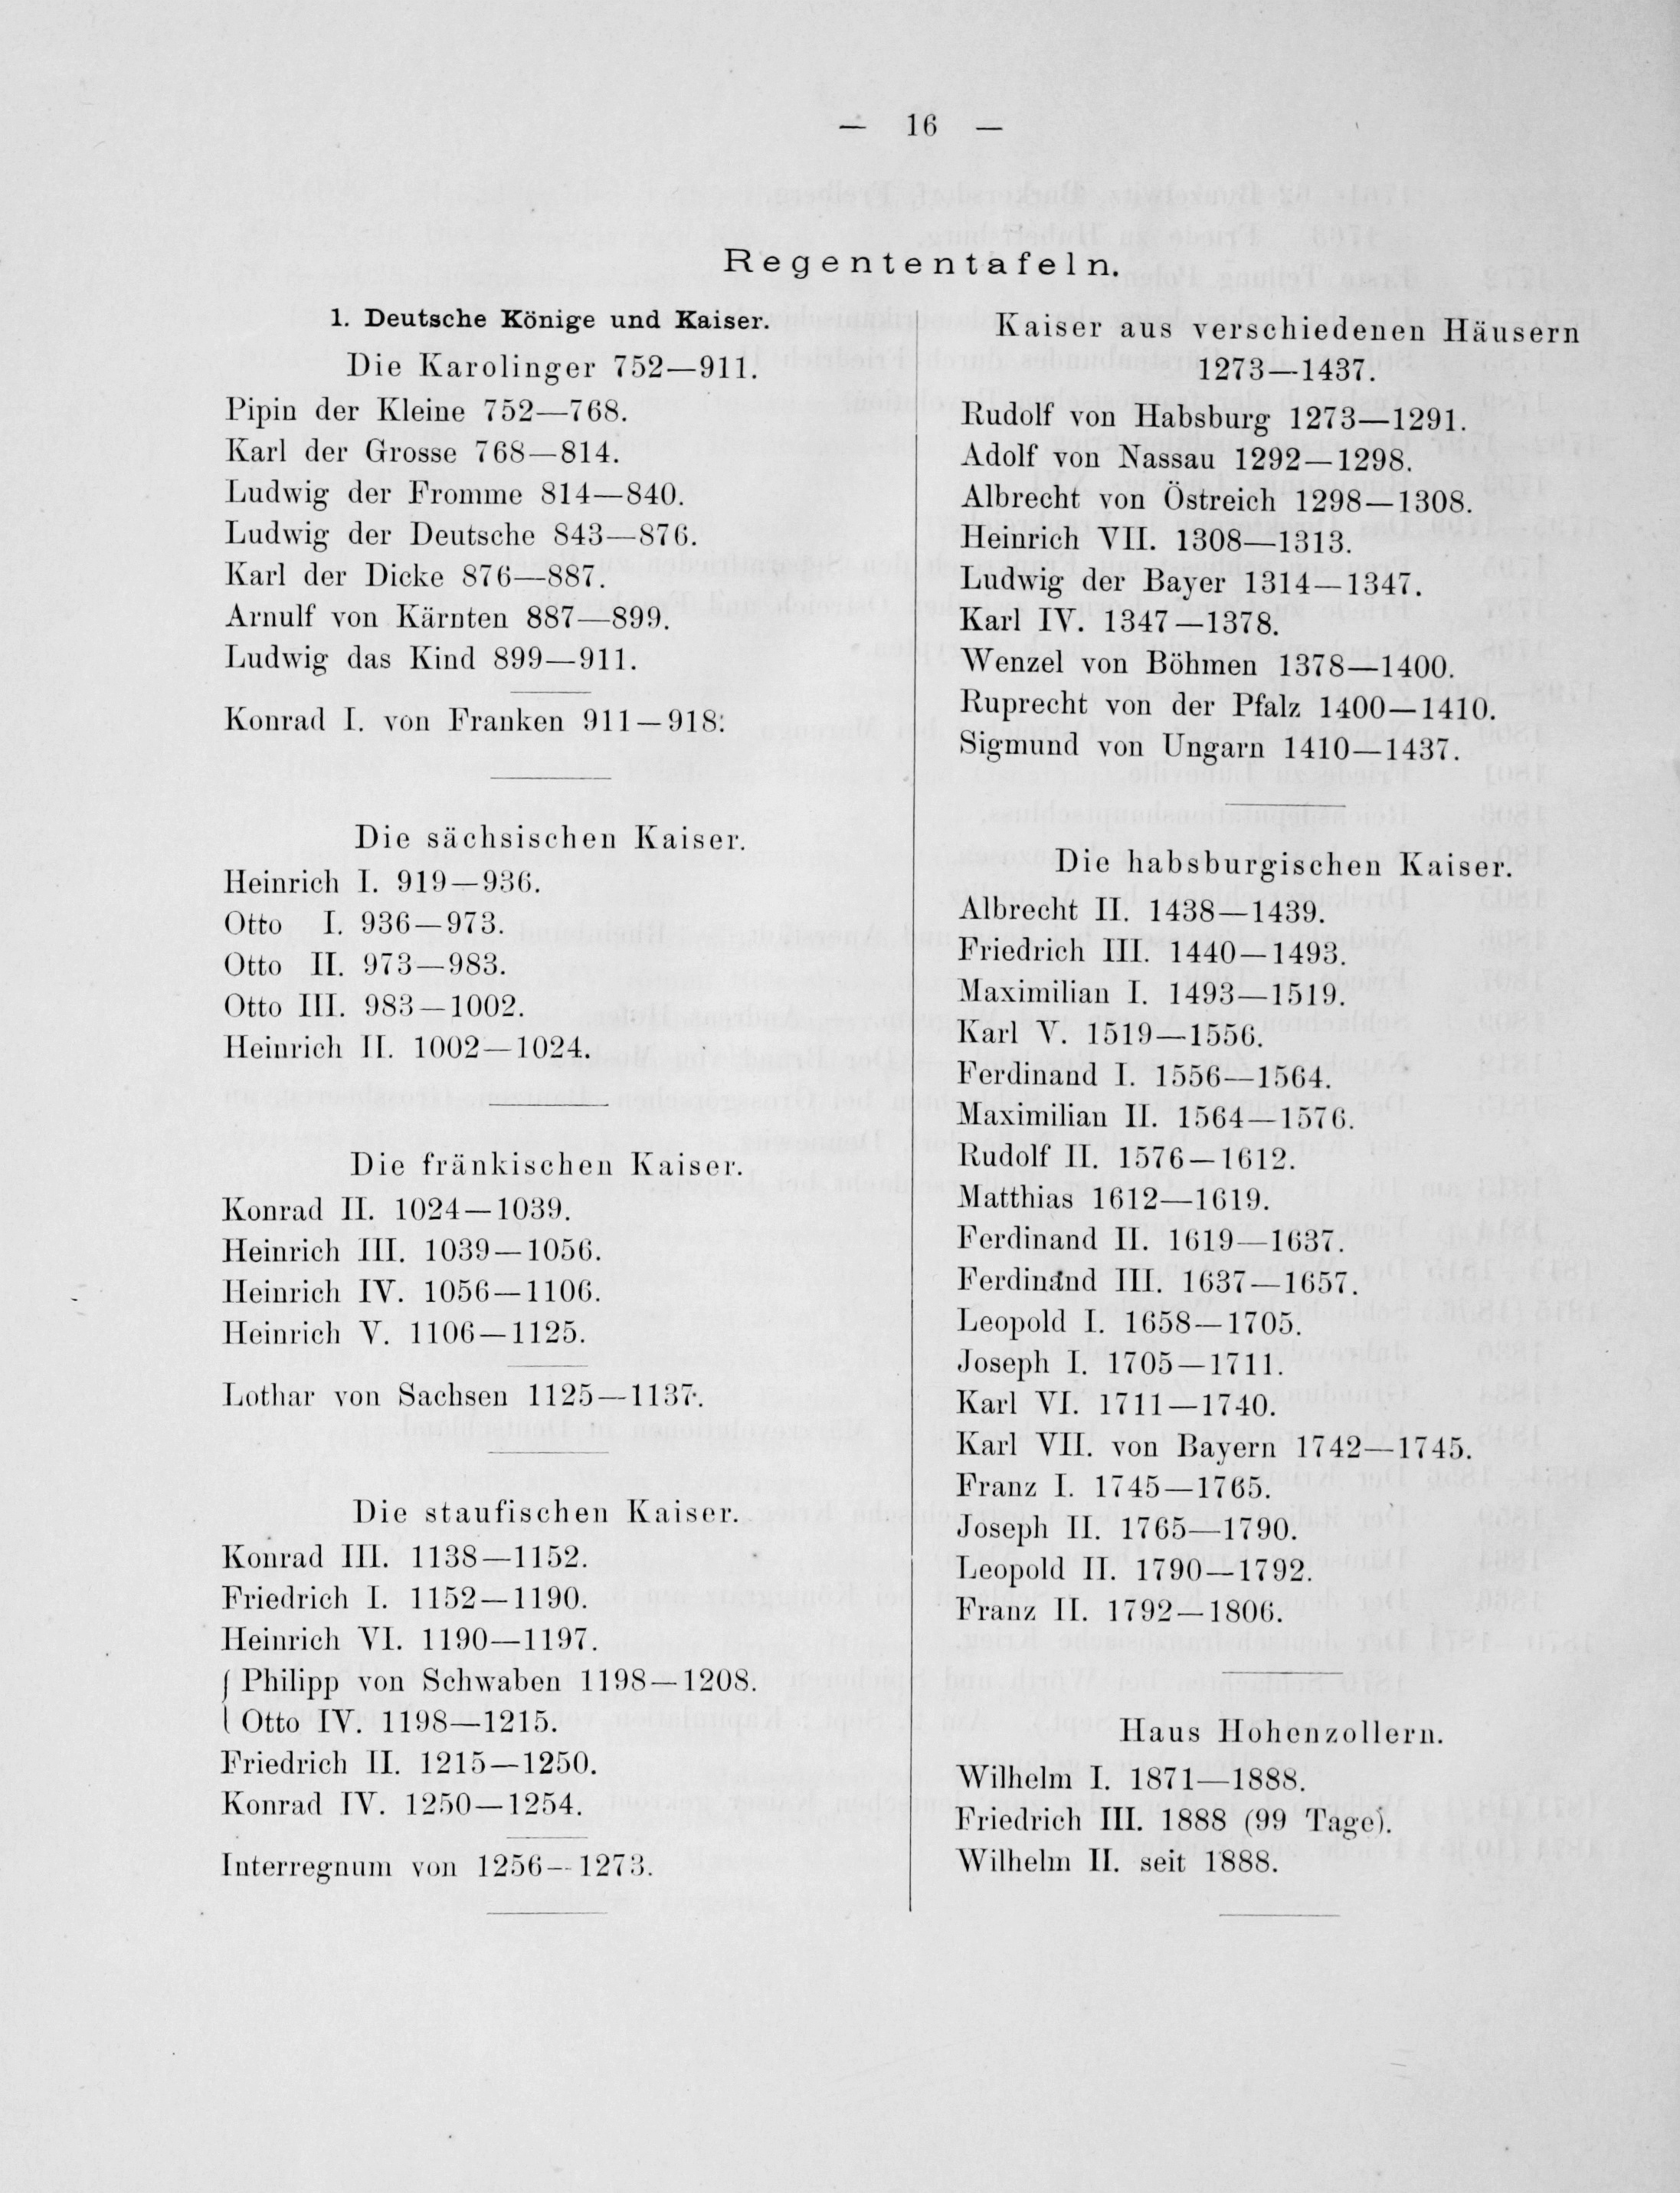 — 16 —
Regententafeln.
1. Deutsche Könige und Kaiser.
Die Karolinger 752—911.
Pipin der Kleine 752—768.
Karl der Grosse 768—814.
Ludwig der Fromme 814—840.
Ludwig der Deutsche 843—876.
Karl der Dicke 876—887.
Arnulf von Kärnten 887—899.
Ludwig das Kind 899—911.
Konrad I. von Franken 911—918.
Die sächsischen Kaiser.
Heinrich I. 919—936.
Otto I. 936—973.
Otto II. 973—983.
Otto III. 983—1002.
Heinrich II. 1002—1024.
Die fränkischen Kaiser.
Konrad II. 1024—1039.
Heinrich III. 1039—1056.
Heinrich IV. 1056—1106.
Heinrich V. 1106—1125.
Lothar von Sachsen 1125—1137.
Die staufischen Kaiser.
Konrad III. 1138—1152.
Friedrich I. 1152—1190.
Heinrich VI. 1190—1197.
Philipp von Schwaben 1198—1208.
Otto IV. 1198—1215.
Friedrich II. 1215—1250.
Konrad IV. 1250—1254.
Interregnum von 1256—1273.
Kaiser aus verschiedenen Häusern
1273—1437.
Rudolf von Habsburg 1273—1291.
Adolf von Nassau 1292—1298.
Albrecht von Östreich 1298—1308.
Heinrich VII. 1308—1313.
Ludwig der Bayer 1314—1347.
Karl IV. 1347—1378.
Wenzel von Böhmen 1378—1400.
Ruprecht von der Pfalz 1400—1410.
Sigmund von Ungarn 1410—1437.
Die habsburgischen Kaiser.
Albrecht II. 1438—1439.
Friedrich III. 1440—1493.
Maximilian I. 1493—1519.
Karl V. 1519—1556.
Ferdinand I. 1556—1564.
Maximilian II. 1564—1576.
Rudolf II. 1576—1612.
Matthias 1612—1619.
Ferdinand II. 1619—1637.
Ferdinand III. 1637—1657.
Leopold I. 1658—1705.
Joseph I. 1705—1711.
Karl VI. 1711—1740.
Karl VII. von Bayern 1742—1745.
Franz I. 1745—1765.
Joseph II. 1765—1790.
Leopold II. 1790—1792.
Franz II. 1792—1806.
Haus Hohenzollern.
Wilhelm I. 1871—1888.
Friedrich III. 1888 (99 Tage).
Wilhelm II. seit 1888.